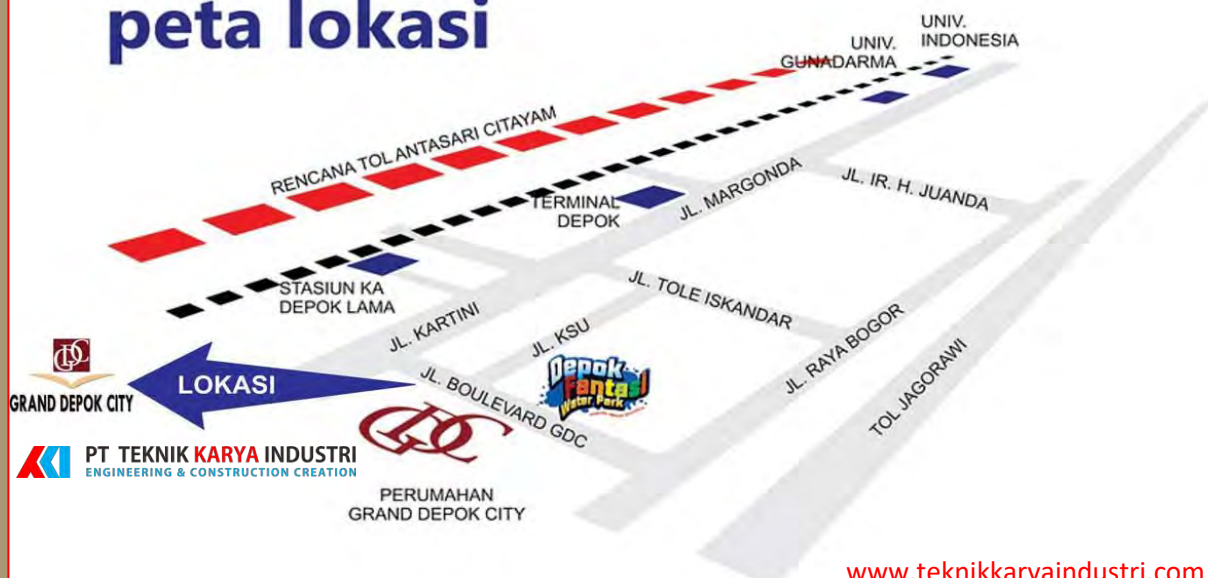 peta lokasi
UNIV.
INDONESIA
UNIV.
GUNADARMA
RENCANA TOL ANTASARI CITAYAM
TERMINAL
DEPOK
JL. MARGONDA
JL. IR. H. JUANDA
STASIUN KA
DEPOK LAMA
JL. TOLE ISKANDAR
JL. KARTINI
JL. KSU
JL. RAYA BOGOR
TOL JAGORAWI
GDC
GRAND DEPOK CITY
LOKASI
JL. BOULEVARD GDC
Depok
Fantasi
Water Park
PT TEKNIK KARYA INDUSTRI
ENGINEERING & CONSTRUCTION CREATION
GDC
PERUMAHAN
GRAND DEPOK CITY
www.teknikkaryaindustri.com